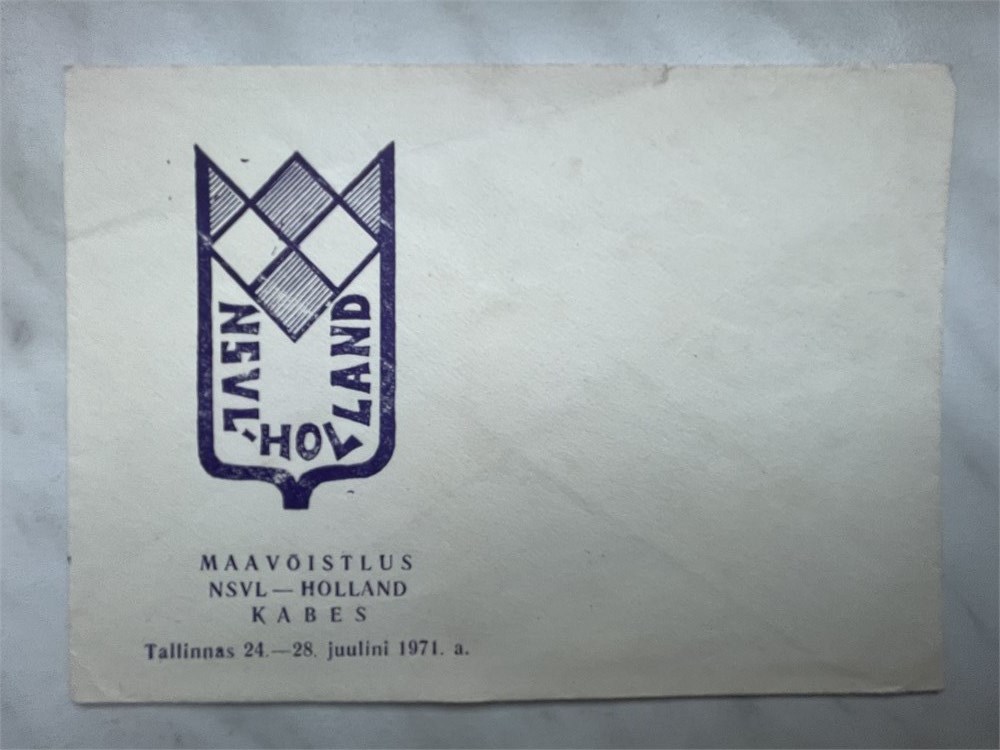 NSVL-HOLLAND
MAAVÕISTLUS
NSVL — HOLLAND
KABES
Tallinnas 24.—28. juulini 1971. a.